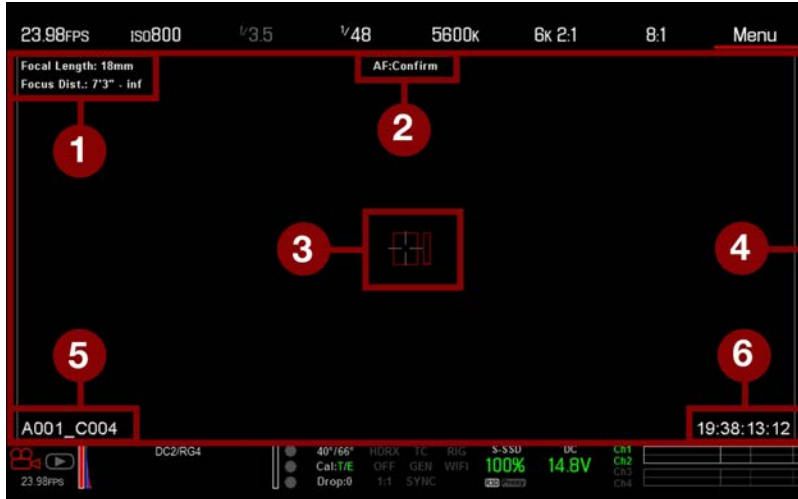 23.98FPS ISO800 f/3.5 1/48 5600K 6K 2:1 8:1 Menu
Focal Length: 18mm
Focus Dist.: 7'3" - inf
AF:Confirm
1
2
3
4
5
6
A001_C004
19:38:13:12
DC2/RG4
40°/66° HDRX TC RIG S-SSD DC Ch1
Cal:T/E OFF GEN WIFI 100% 14.8V Ch2
Ch3
23.98FPS Drop:0 1:1 SYNC R3D Proxy Ch4